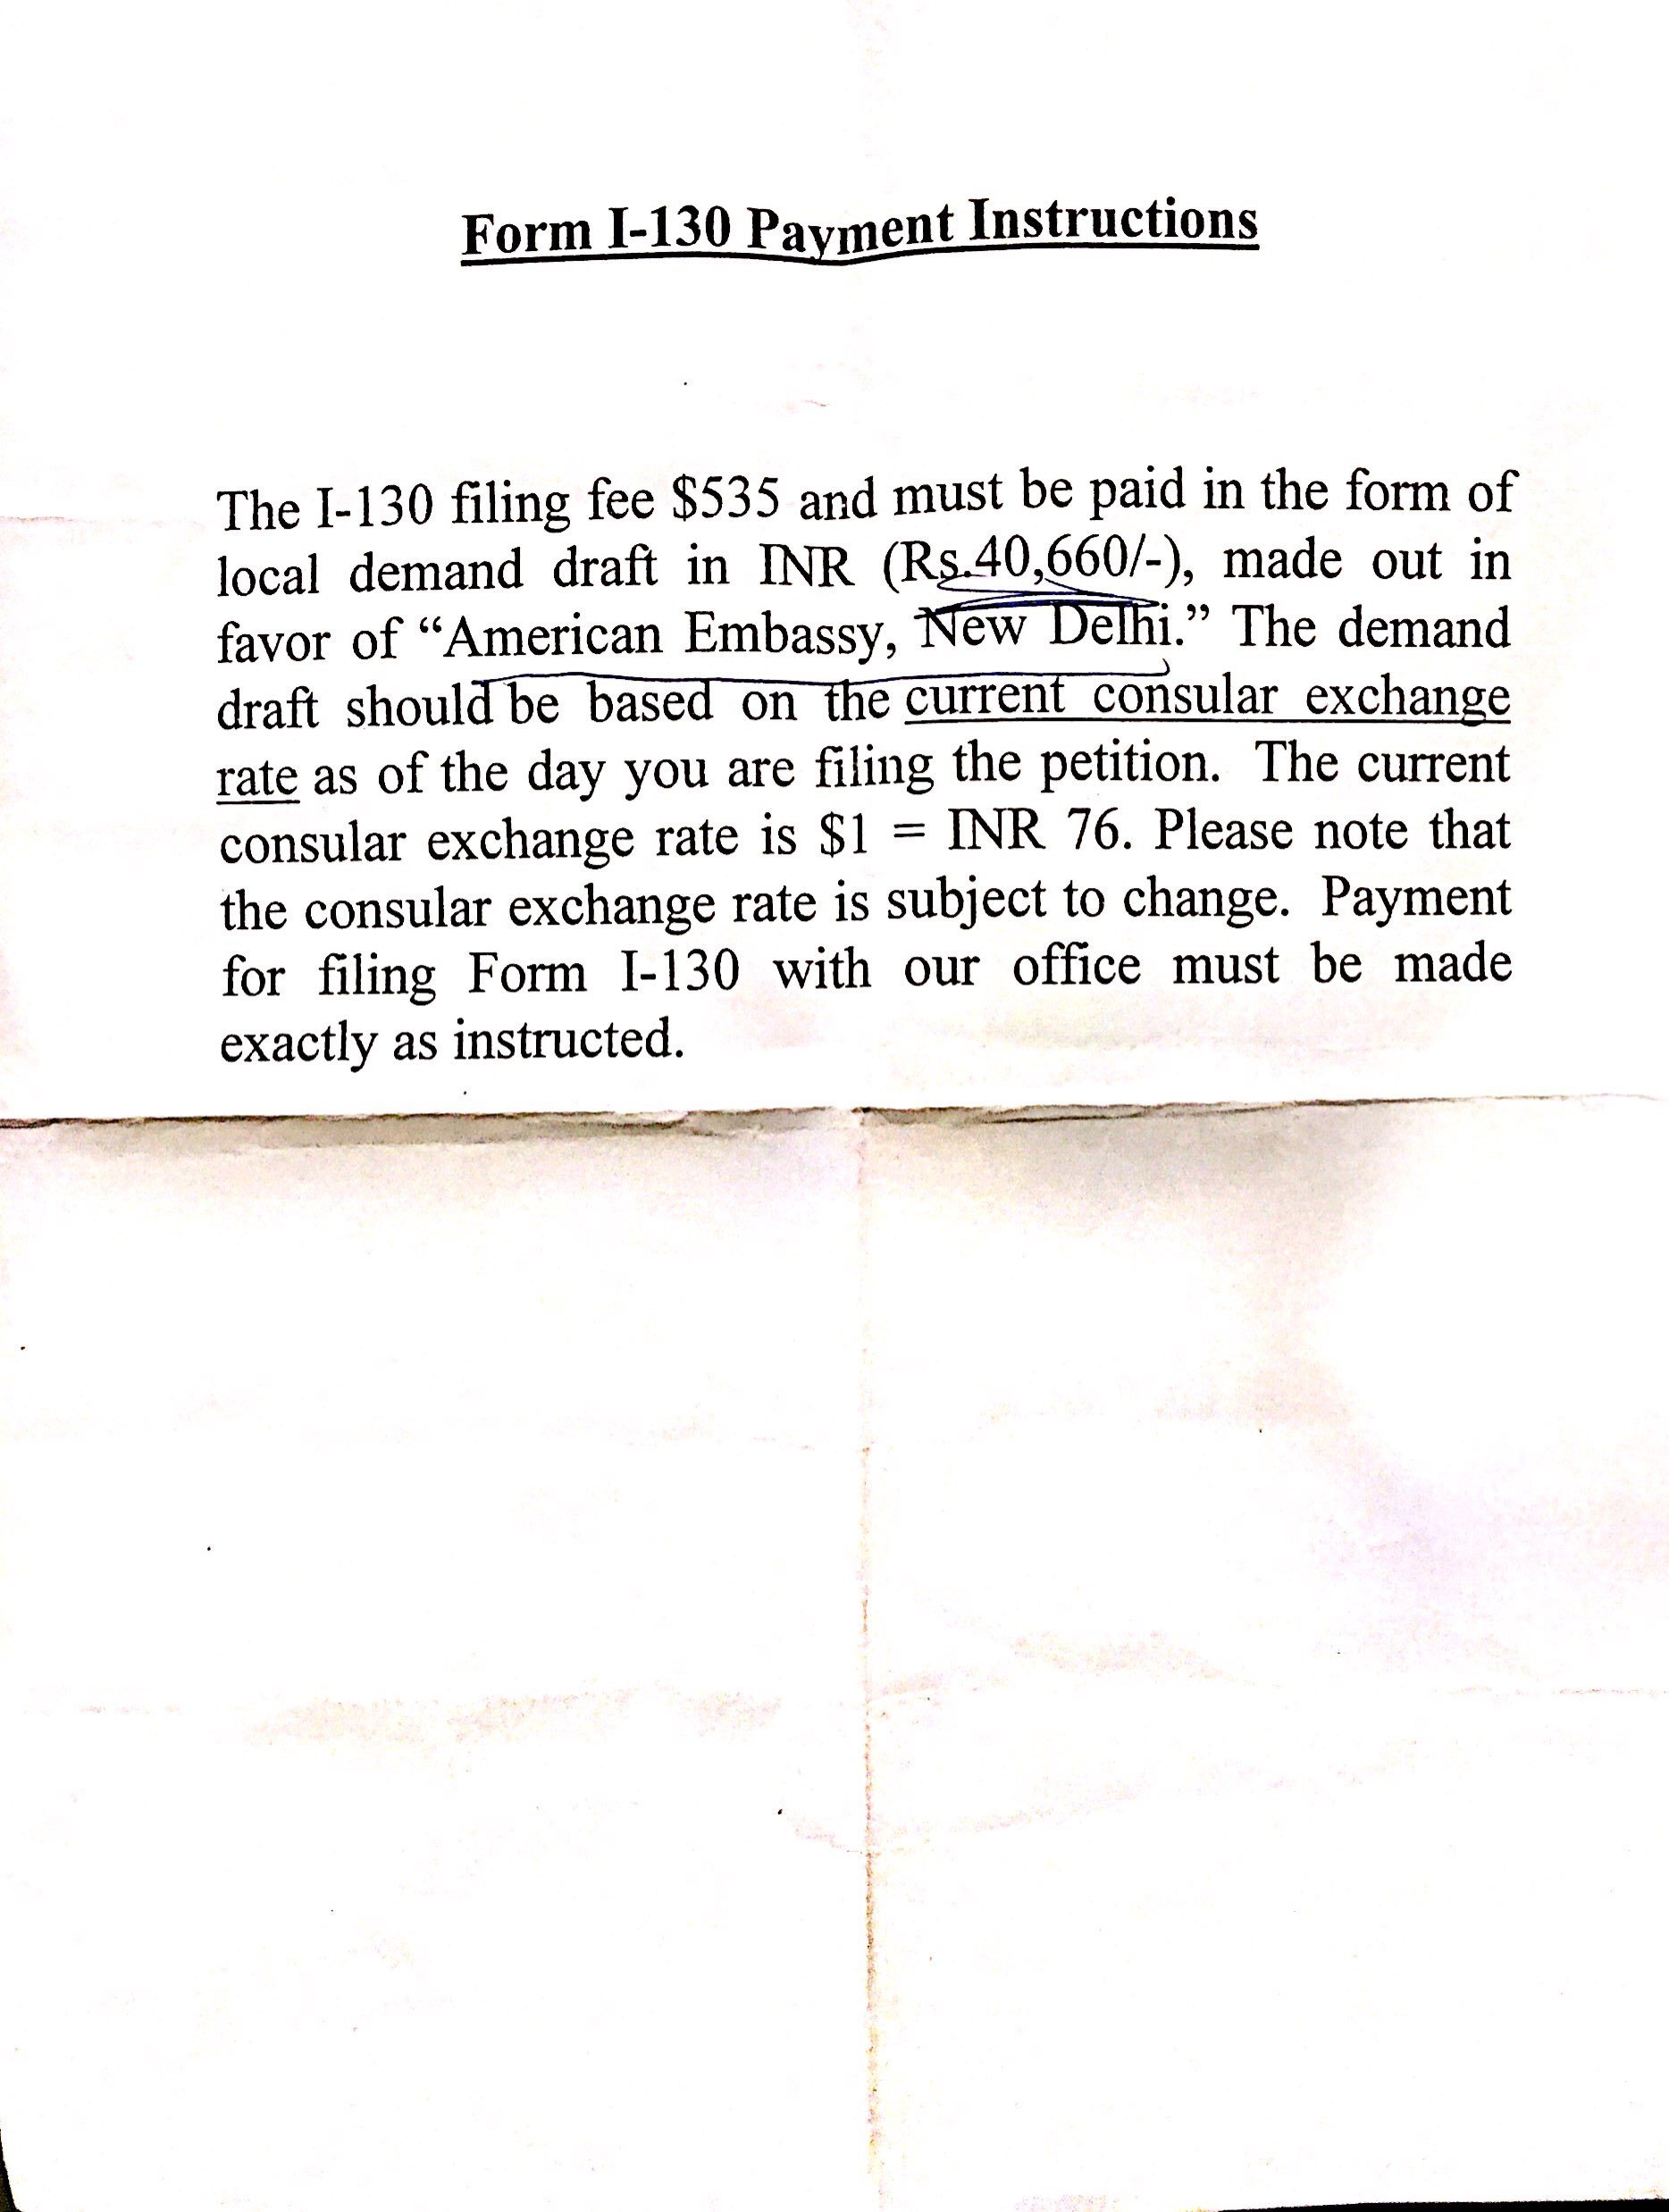 Form I-130 Payment Instructions
The I-130 filing fee $535 and must be paid in the form of
local demand draft in INR (Rs.40,660/-), made out in
favor of “American Embassy, New Delhi.” The demand
draft should be based on the current consular exchange
rate as of the day you are filing the petition. The current
consular exchange rate is $1 = INR 76. Please note that
the consular exchange rate is subject to change. Payment
for filing Form I-130 with our office must be made
exactly as instructed.